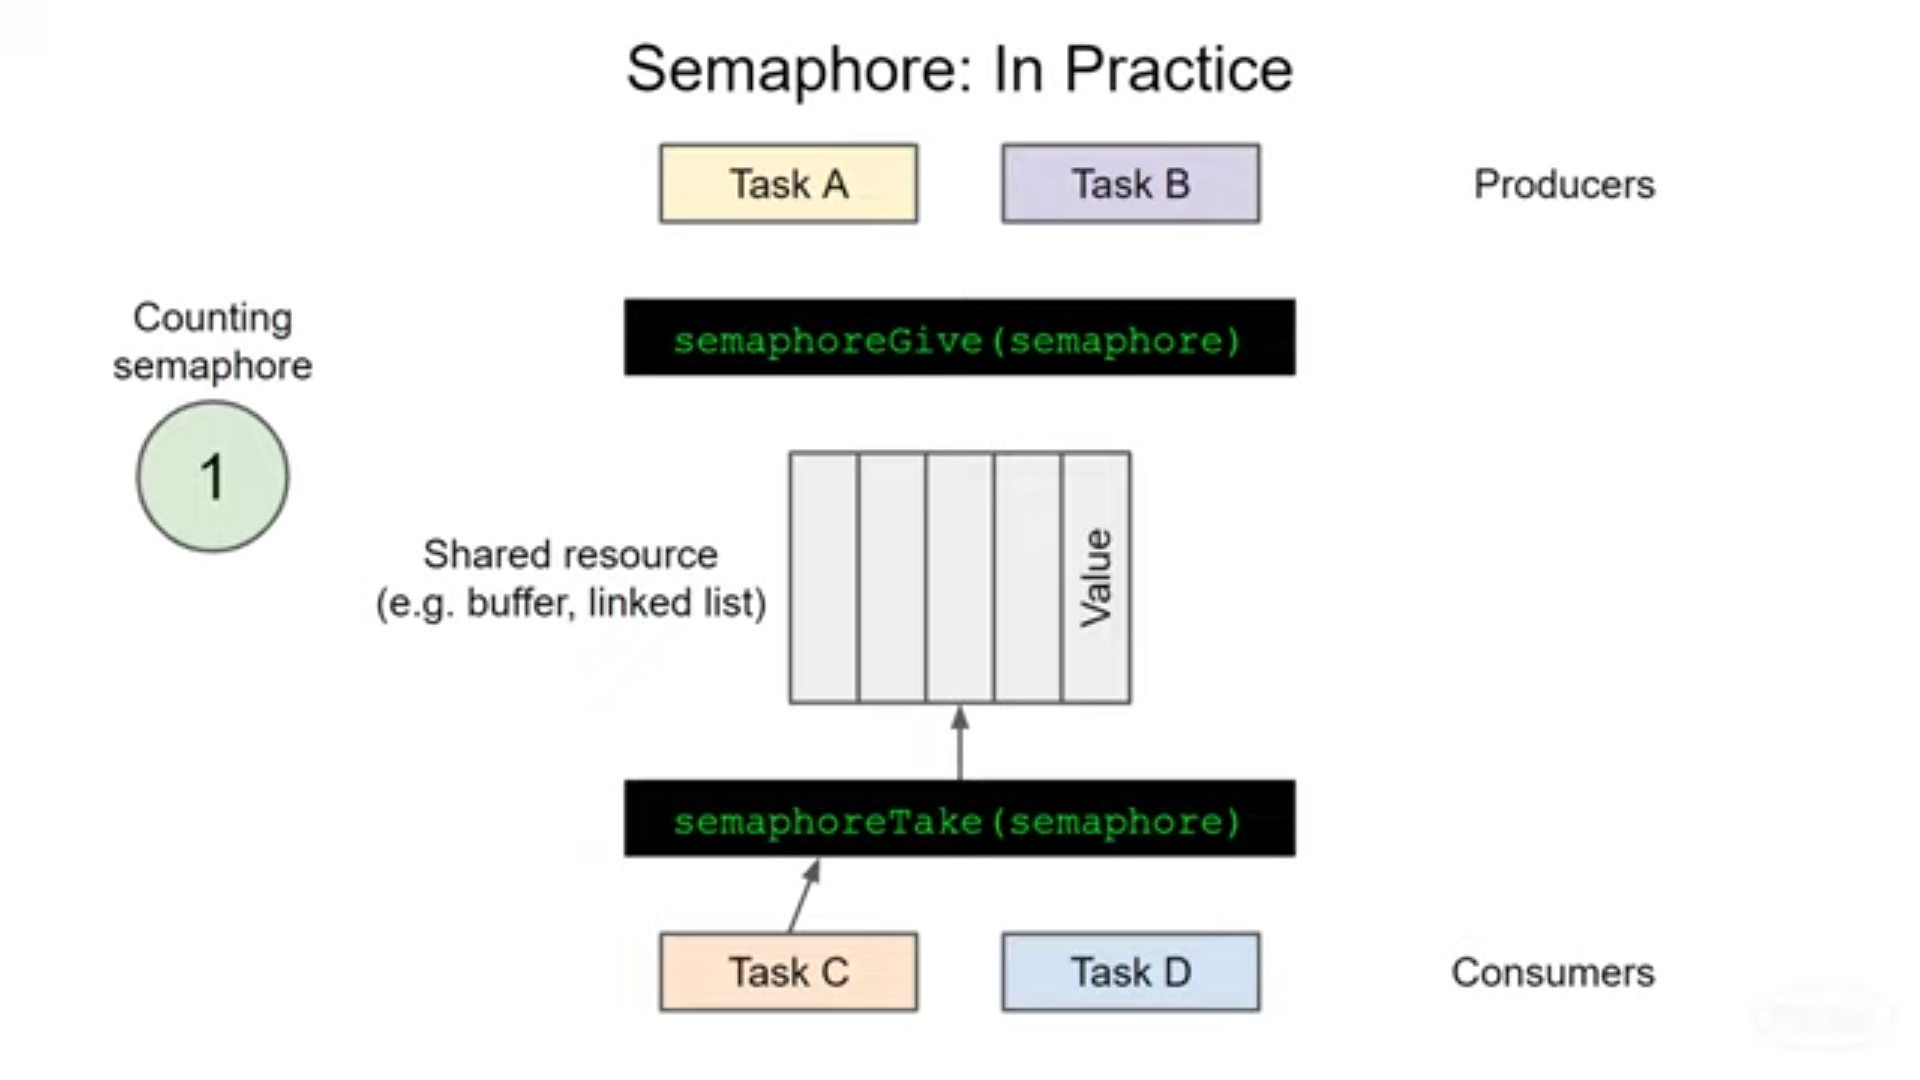 Semaphore: In Practice
Task A
Task B
Producers
semaphoreGive(semaphore)
Counting
semaphore
1
Shared resource
(e.g. buffer, linked list)
Value
semaphoreTake(semaphore)
Task C
Task D
Consumers